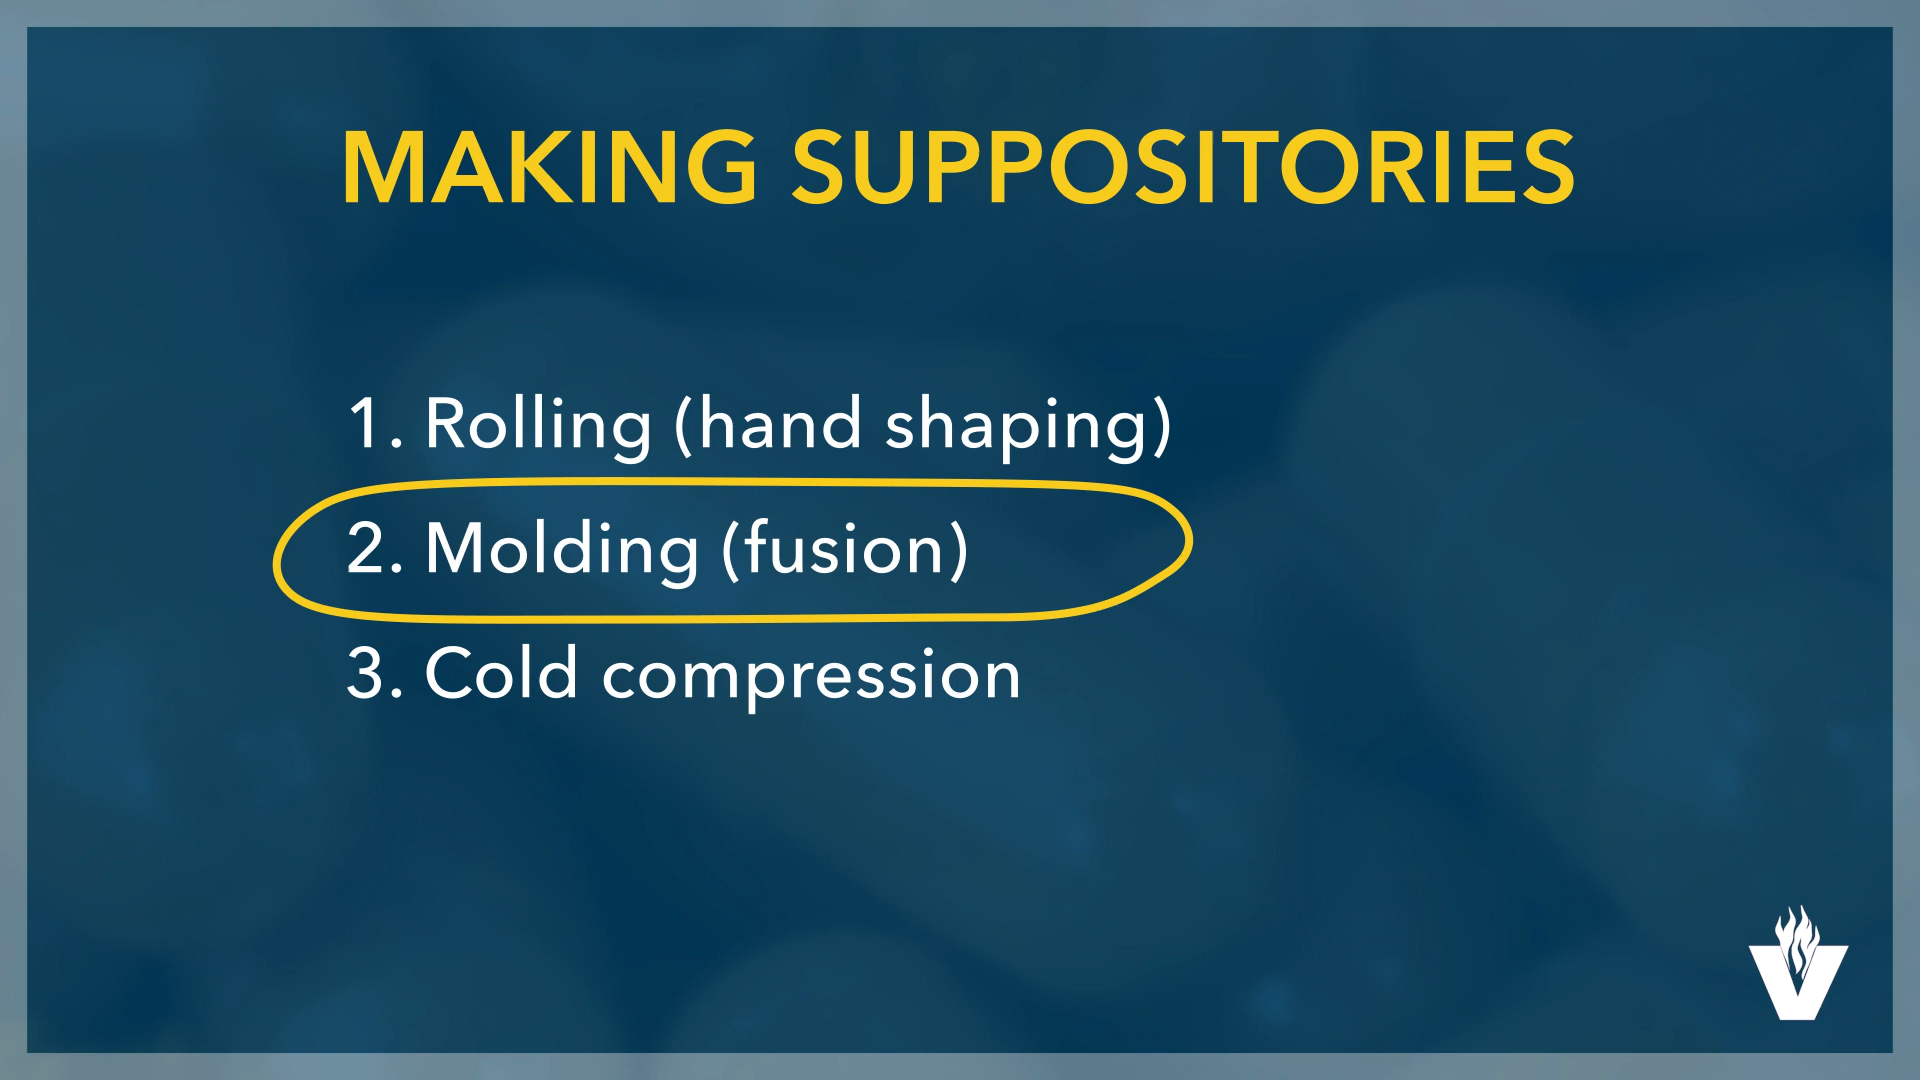 MAKING SUPPOSITORIES
1. Rolling (hand shaping)
2. Molding (fusion)
3. Cold compression
V